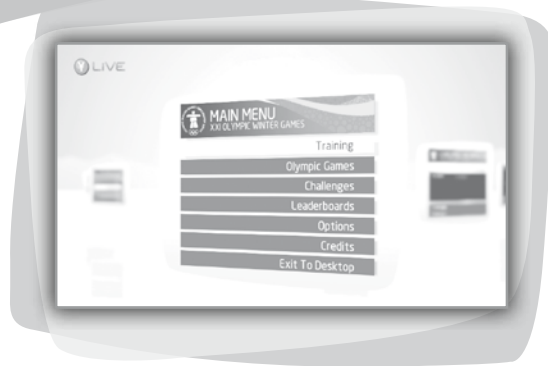 Y LIVE
MAIN MENU
XXI OLYMPIC WINTER GAMES
Training
Olympic Games
Challenges
Leaderboards
Options
Credits
Exit To Desktop